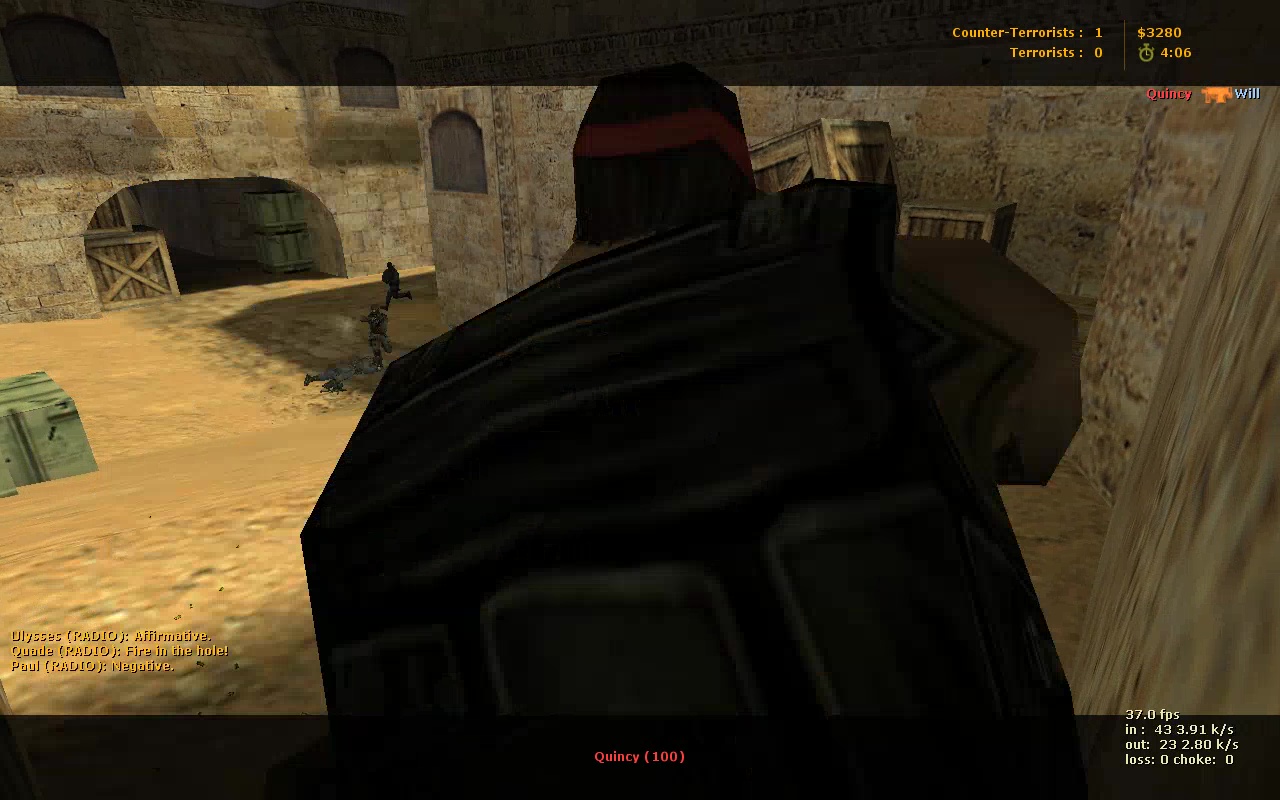 Counter-Terrorists : 1 $3280
Terrorists : 0 4:06
Quincy Will
Ulysses (RADIO): Affirmative.
Quade (RADIO): Fire in the hole!
Paul (RADIO): Negative.
37.0 fps
in : 43 3.91 k/s
out: 23 2.80 k/s
loss: 0 choke: 0
Quincy (100)